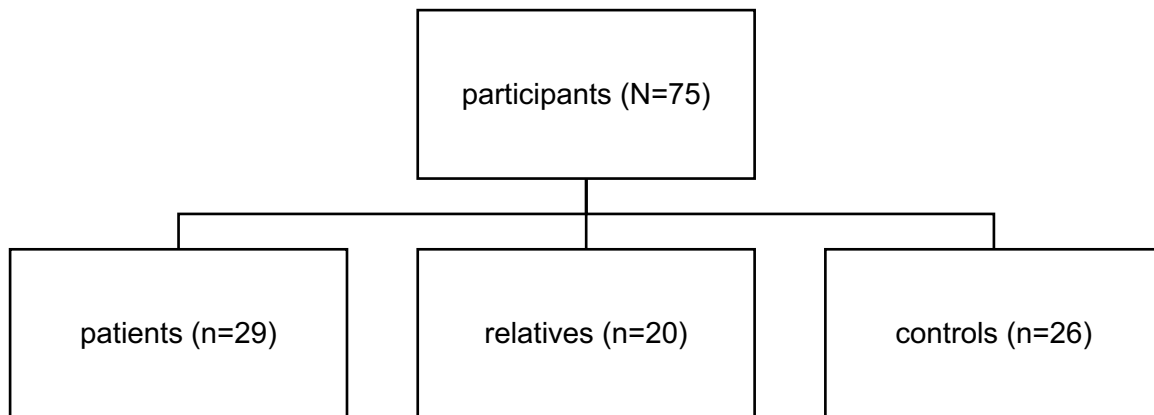 participants (N=75)
patients (n=29)
relatives (n=20)
controls (n=26)